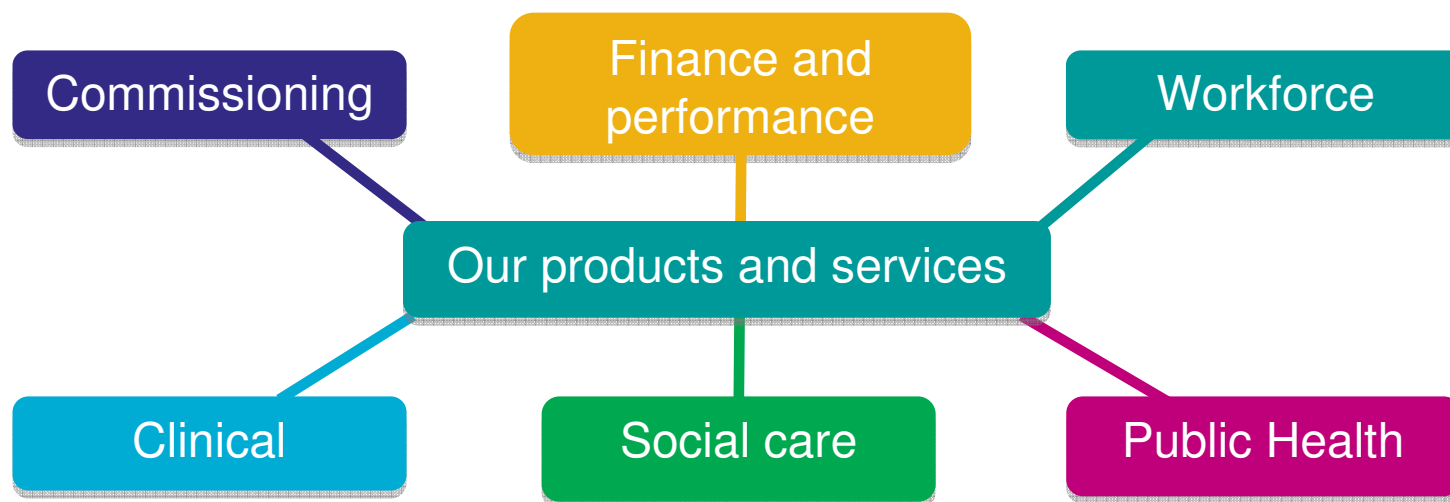 Commissioning
Finance and
performance
Workforce
Our products and services
Clinical
Social care
Public Health